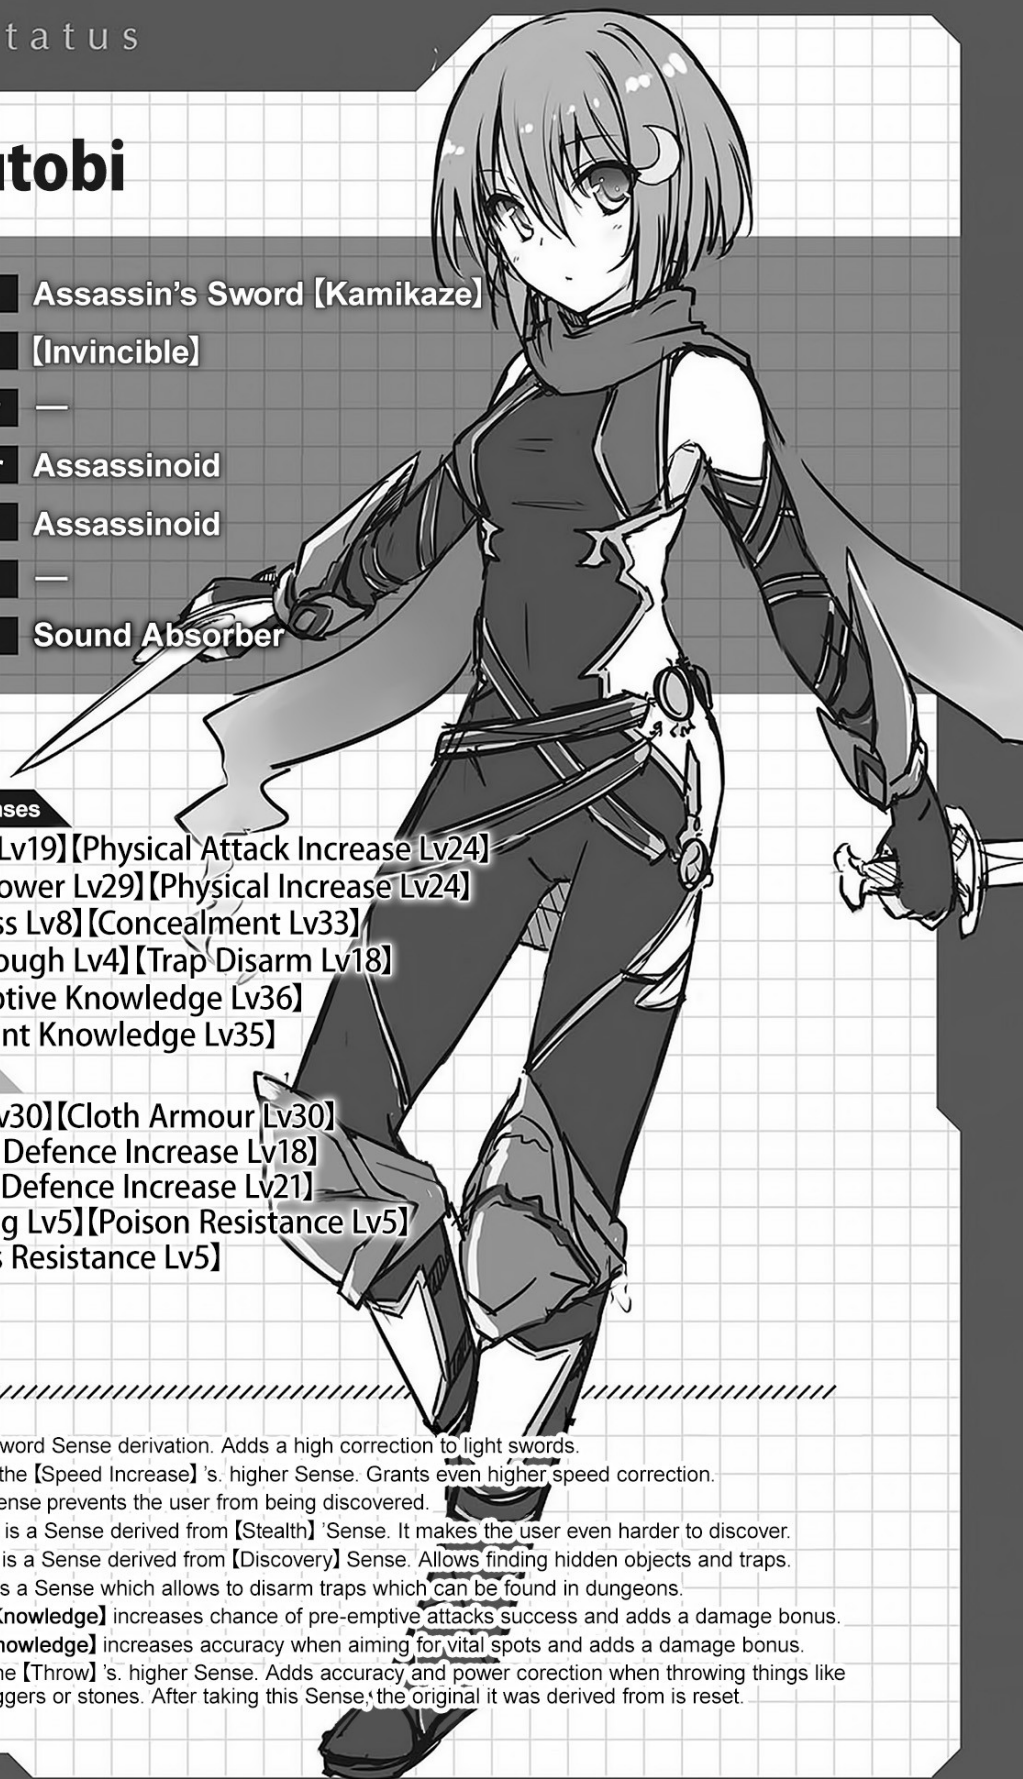 tatus
utobi
Assassin's Sword【Kamikaze】
【Invincible】
—
Assassinoid
Assassinoid
—
Sound Absorber
nses
Lv19】【Physical Attack Increase Lv24】
ower Lv29】【Physical Increase Lv24】
ss Lv8】【Concealment Lv33】
ough Lv4】【Trap Disarm Lv18】
ptive Knowledge Lv36】
nt Knowledge Lv35】
v30】【Cloth Armour Lv30】
Defence Increase Lv18】
Defence Increase Lv21】
g Lv5】【Poison Resistance Lv5】
s Resistance Lv5】
word Sense derivation. Adds a high correction to light swords.
the【Speed Increase】's. higher Sense. Grants even higher speed correction.
ense prevents the user from being discovered.
is a Sense derived from【Stealth】'Sense. It makes the user even harder to discover.
is a Sense derived from【Discovery】Sense. Allows finding hidden objects and traps.
s a Sense which allows to disarm traps which can be found in dungeons.
Knowledge】increases chance of pre-emptive attacks success and adds a damage bonus.
nowledge】increases accuracy when aiming for vital spots and adds a damage bonus.
he【Throw】's. higher Sense. Adds accuracy and power corection when throwing things like
ggers or stones. After taking this Sense, the original it was derived from is reset.